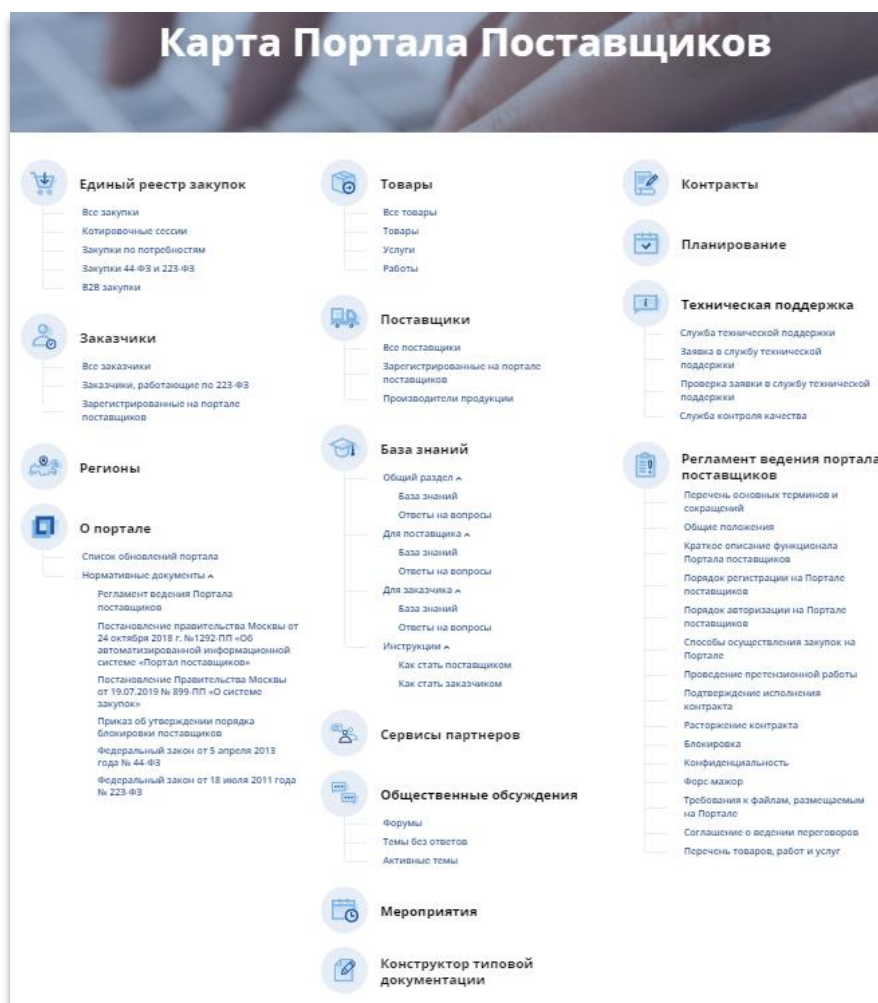 Карта Портала Поставщиков
Единый реестр закупок
Все закупки
Котировочные сессии
Закупки по потребностям
Закупки 44-ФЗ и 223-ФЗ
B2B закупки
Заказчики
Все заказчики
Заказчики, работающие по 223-ФЗ
Зарегистрированные на портале
поставщиков
Регионы
О портале
Список обновлений портала
Нормативные документы
Регламент ведения Портала
поставщиков
Постановление правительства Москвы от
24 октября 2018 г. №1292-ПП «Об
автоматизированной информационной
системе «Портал поставщиков»
Постановление Правительства Москвы
от 19.07.2019 № 899-ПП «О системе
закупок»
Приказ об утверждении порядка
блокировки поставщиков
Федеральный закон от 5 апреля 2013
года № 44-ФЗ
Федеральный закон от 18 июля 2011 года
№ 223-ФЗ
Товары
Все товары
Товары
Услуги
Работы
Поставщики
Все поставщики
Зарегистрированные на портале
поставщиков
Производители продукции
База знаний
Общий раздел
База знаний
Ответы на вопросы
Для поставщика
База знаний
Ответы на вопросы
Для заказчика
База знаний
Ответы на вопросы
Инструкции
Как стать поставщиком
Как стать заказчиком
Сервисы партнеров
Общественные обсуждения
Форумы
Темы без ответов
Активные темы
Мероприятия
Конструктор типовой
документации
Контракты
Планирование
Техническая поддержка
Служба технической поддержки
Заявка в службу технической
поддержки
Проверка заявки в службу технической
поддержки
Служба контроля качества
Регламент ведения портала
поставщиков
Перечень основных терминов и
сокращений
Общие положения
Краткое описание функционала
Портала поставщиков
Порядок регистрации на Портале
поставщиков
Порядок авторизации на Портале
поставщиков
Способы осуществления закупок на
Портале
Проведение претензионной работы
Подтверждение исполнения
контракта
Расторжение контракта
Блокировка
Конфиденциальность
Форс-мажор
Требования к файлам, размещаемым
на Портале
Соглашение о ведении переговоров
Перечень товаров, работ и услуг